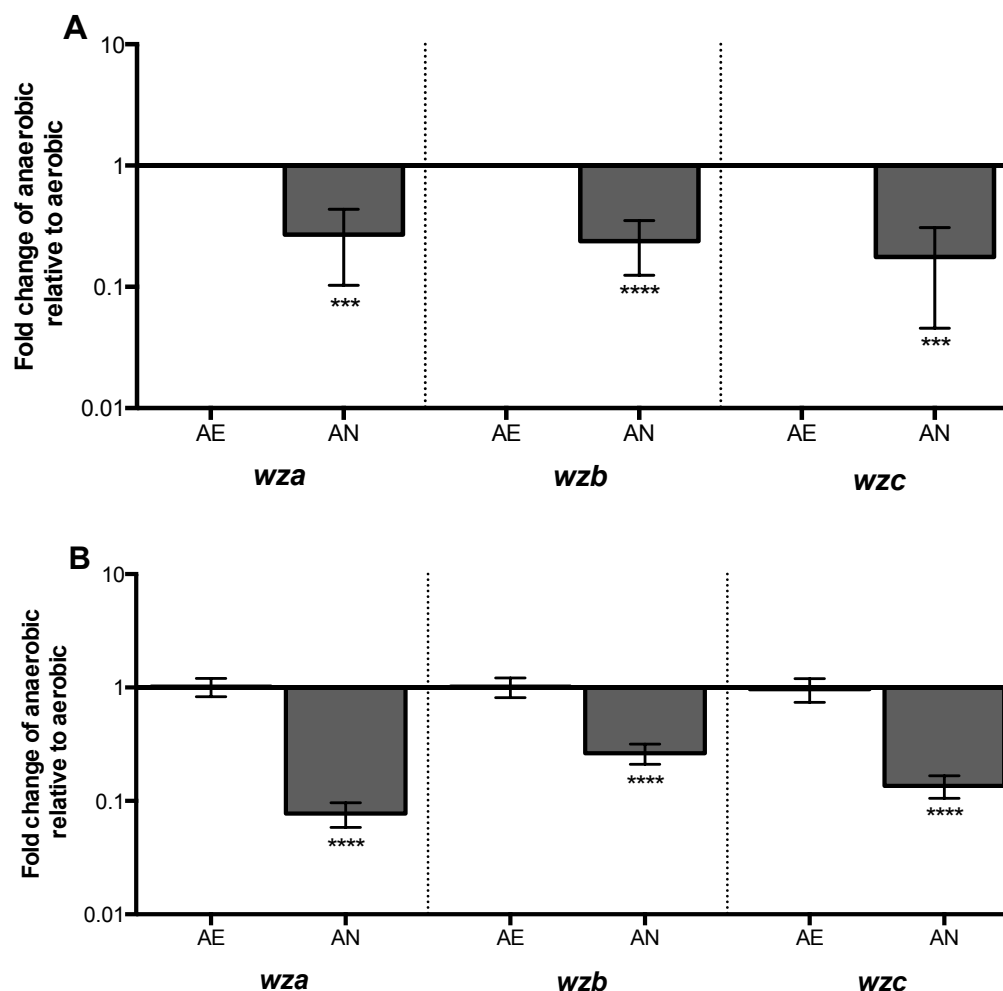 A
Fold change of anaerobic
relative to aerobic
10
1
0.1
0.01
***
****
***
AE AN AE AN AE AN
wza wzb wzc
B
Fold change of anaerobic
relative to aerobic
10
1
0.1
0.01
****
****
****
AE AN AE AN AE AN
wza wzb wzc